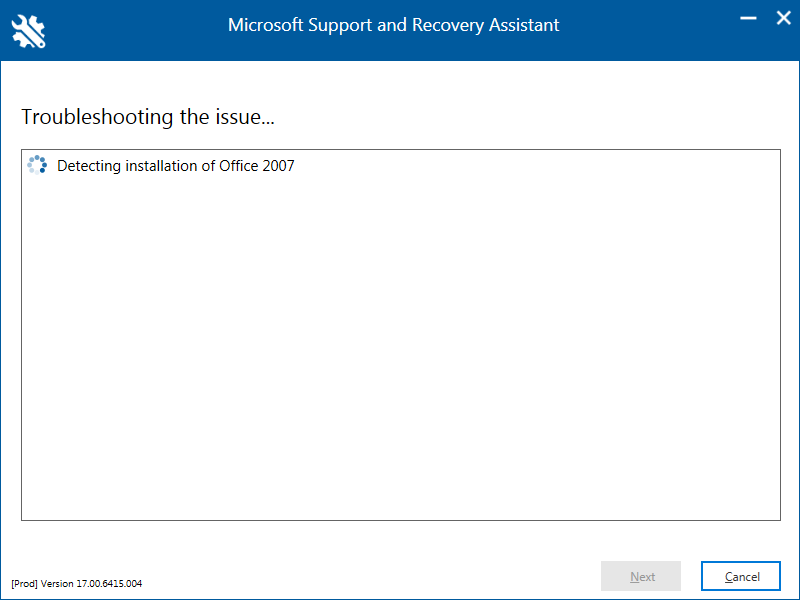 Microsoft Support and Recovery Assistant
Troubleshooting the issue...
Detecting installation of Office 2007
[Prod] Version 17.00.6415.004
Next
Cancel